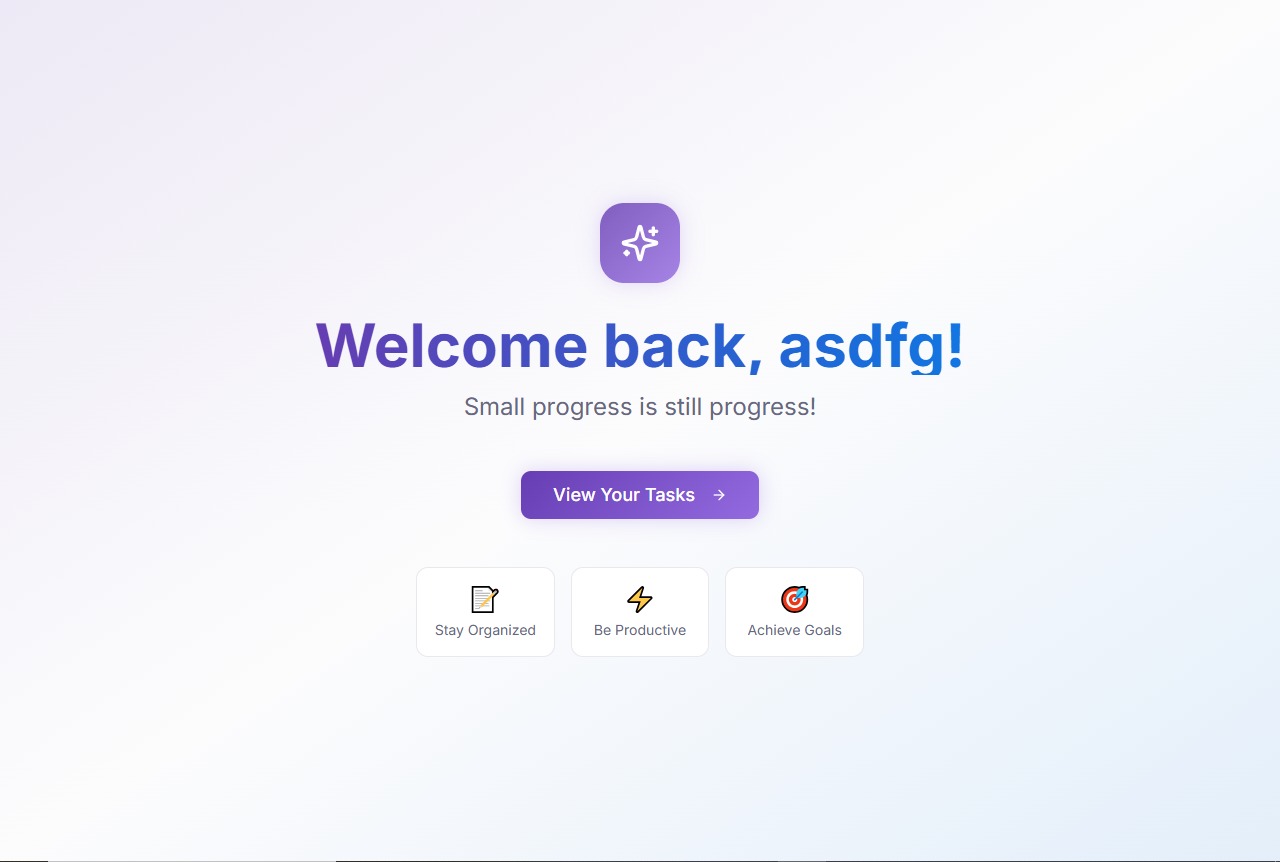 Welcome back, asdfg!
Small progress is still progress!
View Your Tasks
Stay Organized
Be Productive
Achieve Goals